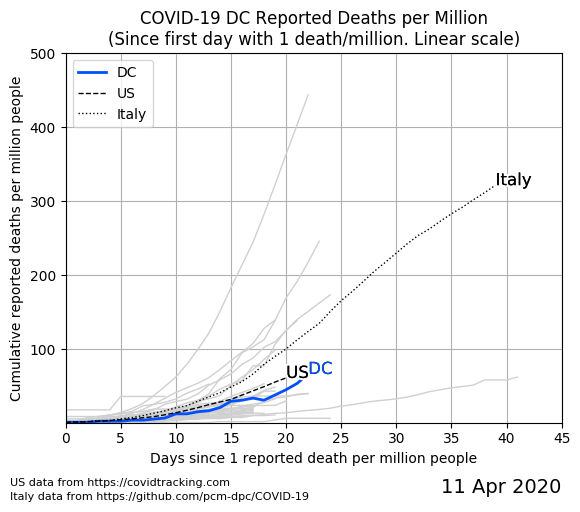 COVID-19 DC Reported Deaths per Million
(Since first day with 1 death/million. Linear scale)
Cumulative reported deaths per million people
500
400
300
200
100
DC
US
Italy
Italy
US
DC
0
5
10
15
20
25
30
35
40
45
Days since 1 reported death per million people
US data from https://covidtracking.com
Italy data from https://github.com/pcm-dpc/COVID-19
11 Apr 2020